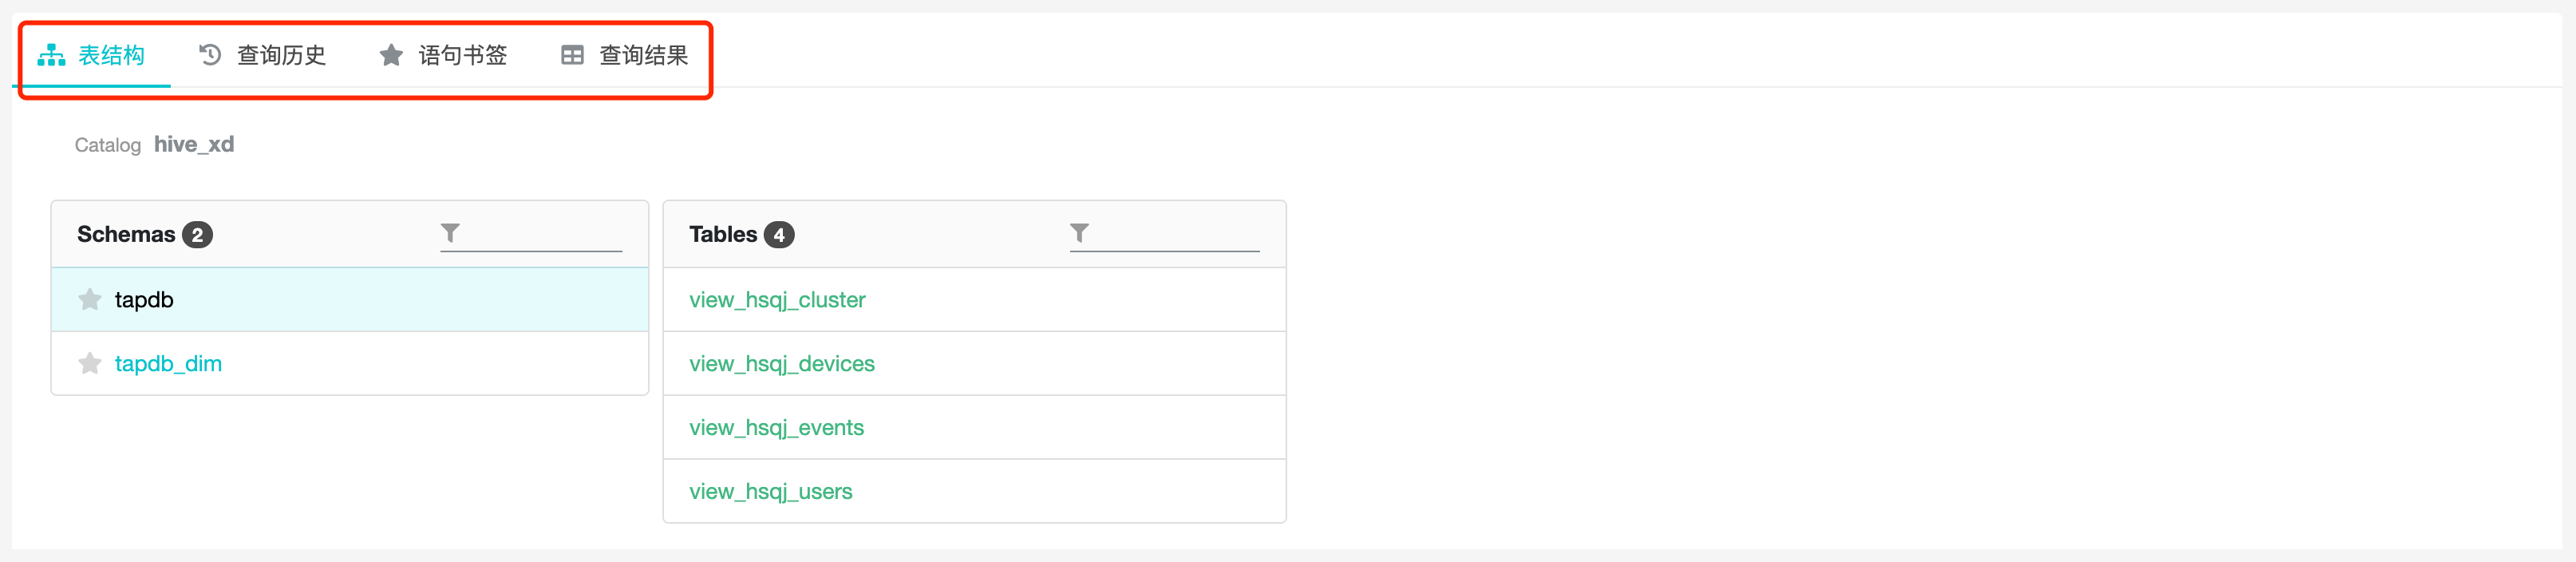 表结构 查询历史 语句书签 查询结果
Catalog hive_xd
Schemas 2
tapdb
tapdb_dim
Tables 4
view_hsqj_cluster
view_hsqj_devices
view_hsqj_events
view_hsqj_users